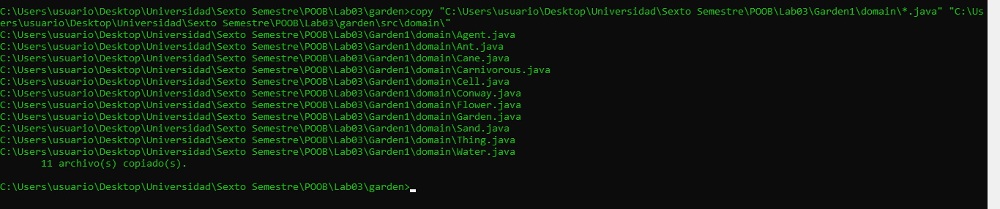 C:\Users\usuario\Desktop\Universidad\Sexto Semestre\POOB\Lab03\garden>copy "C:\Users\usuario\Desktop\Universidad\Sexto Semestre\POOB\Lab03\Garden1\domain\*.java" "C:\Us
ers\usuario\Desktop\Universidad\Sexto Semestre\POOB\Lab03\garden\src\domain\"
C:\Users\usuario\Desktop\Universidad\Sexto Semestre\POOB\Lab03\Garden1\domain\Agent.java
C:\Users\usuario\Desktop\Universidad\Sexto Semestre\POOB\Lab03\Garden1\domain\Ant.java
C:\Users\usuario\Desktop\Universidad\Sexto Semestre\POOB\Lab03\Garden1\domain\Cane.java
C:\Users\usuario\Desktop\Universidad\Sexto Semestre\POOB\Lab03\Garden1\domain\Carnivorous.java
C:\Users\usuario\Desktop\Universidad\Sexto Semestre\POOB\Lab03\Garden1\domain\Cell.java
C:\Users\usuario\Desktop\Universidad\Sexto Semestre\POOB\Lab03\Garden1\domain\Conway.java
C:\Users\usuario\Desktop\Universidad\Sexto Semestre\POOB\Lab03\Garden1\domain\Flower.java
C:\Users\usuario\Desktop\Universidad\Sexto Semestre\POOB\Lab03\Garden1\domain\Garden.java
C:\Users\usuario\Desktop\Universidad\Sexto Semestre\POOB\Lab03\Garden1\domain\Sand.java
C:\Users\usuario\Desktop\Universidad\Sexto Semestre\POOB\Lab03\Garden1\domain\Thing.java
C:\Users\usuario\Desktop\Universidad\Sexto Semestre\POOB\Lab03\Garden1\domain\Water.java
11 archivo(s) copiado(s).
C:\Users\usuario\Desktop\Universidad\Sexto Semestre\POOB\Lab03\garden>